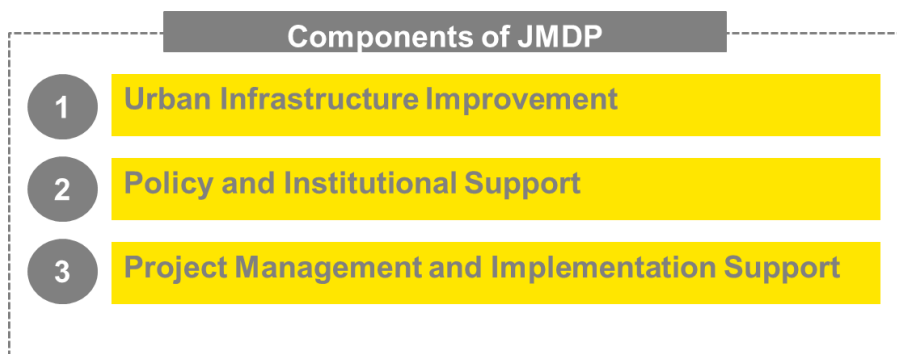 Components of JMDP
1 Urban Infrastructure Improvement
2 Policy and Institutional Support
3 Project Management and Implementation Support